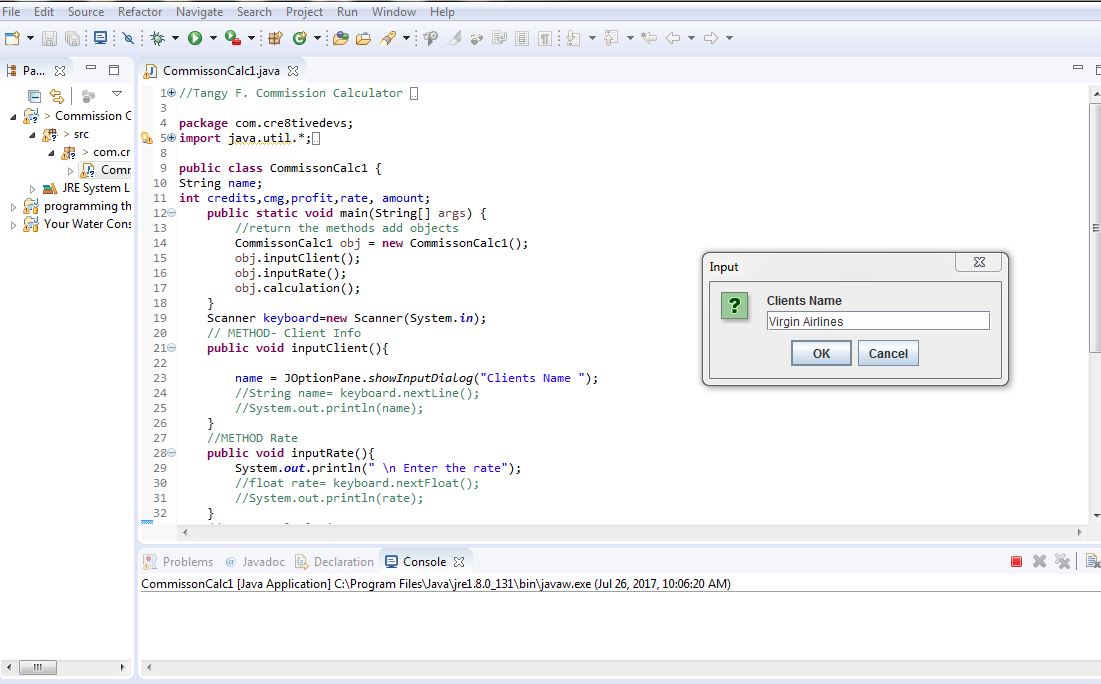 File Edit Source Refactor Navigate Search Project Run Window Help
Pa...
> Commission C
> src
> com.cr
Comm
JRE System L
programming th
Your Water Cons
CommissonCalc1.java
1 //Tangy F. Commission Calculator
3
4 package com.cre8tivedevs;
5 import java.util.*;
8
9 public class CommissonCalc1 {
10 String name;
11 int credits,cmg,profit,rate, amount;
12 public static void main(String[] args) {
13 //return the methods add objects
14 CommissonCalc1 obj = new CommissonCalc1();
15 obj.inputClient();
16 obj.inputRate();
17 obj.calculation();
18 }
19 Scanner keyboard=new Scanner(System.in);
20 // METHOD- Client Info
21 public void inputClient(){
22
23 name = JOptionPane.showInputDialog("Clients Name ");
24 //String name= keyboard.nextLine();
25 //System.out.println(name);
26 }
27 //METHOD Rate
28 public void inputRate(){
29 System.out.println(" \n Enter the rate");
30 //float rate= keyboard.nextFloat();
31 //System.out.println(rate);
32 }
Input
Clients Name
Virgin Airlines
OK Cancel
Problems @ Javadoc Declaration Console
CommissonCalc1 [Java Application] C:\Program Files\Java\jre1.8.0_131\bin\javaw.exe (Jul 26, 2017, 10:06:20 AM)